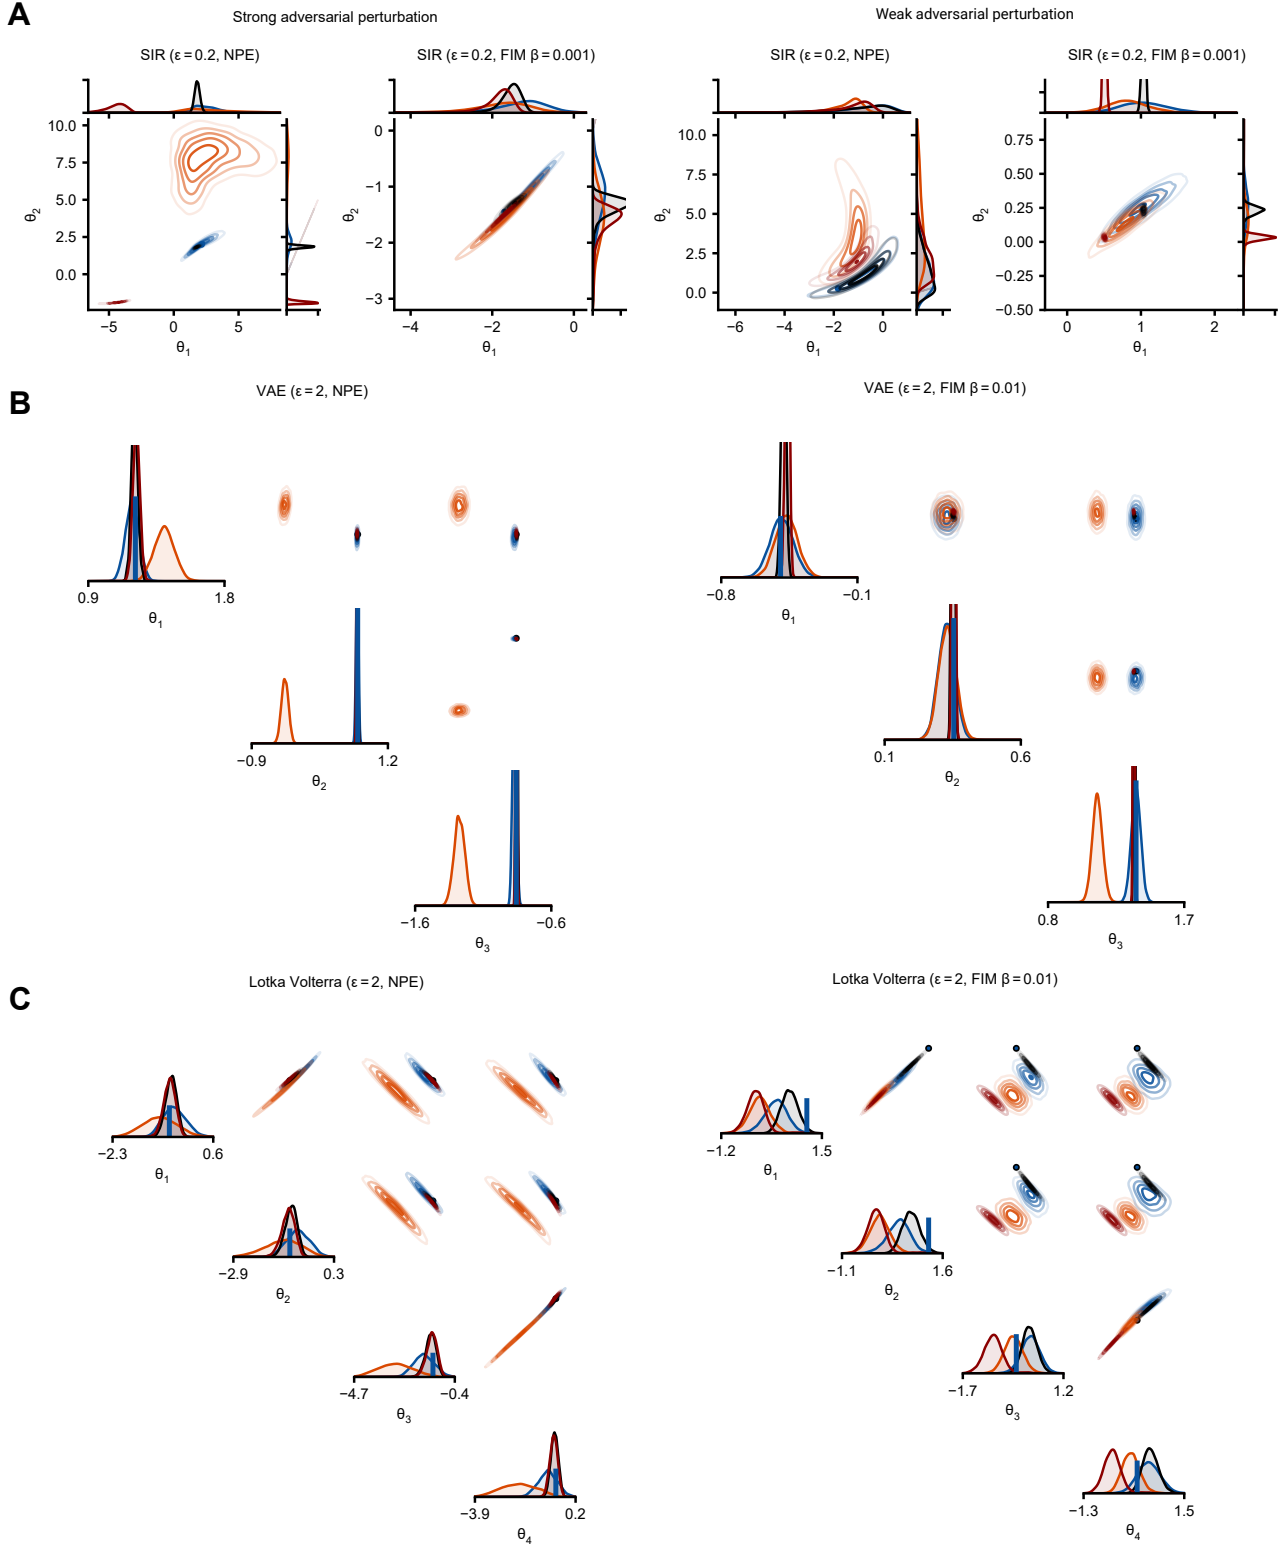 A
Strong adversarial perturbation
Weak adversarial perturbation
SIR (ε = 0.2, NPE)
SIR (ε = 0.2, FIM β = 0.001)
SIR (ε = 0.2, NPE)
SIR (ε = 0.2, FIM β = 0.001)
10.0
7.5
5.0
2.5
0.0
θ2
−5
0
5
θ1
0
−1
−2
−3
θ2
−4
−2
0
θ1
10.0
7.5
5.0
2.5
0.0
θ2
−6
−4
−2
0
θ1
0.75
0.50
0.25
0.00
−0.25
−0.50
θ2
0
1
2
θ1
B
VAE (ε = 2, NPE)
VAE (ε = 2, FIM β = 0.01)
0.9
1.8
θ1
−0.8
−0.1
θ1
−0.9
1.2
θ2
0.1
0.6
θ2
−1.6
−0.6
θ3
0.8
1.7
θ3
C
Lotka Volterra (ε = 2, NPE)
Lotka Volterra (ε = 2, FIM β = 0.01)
−2.3
0.6
θ1
−1.2
1.5
θ1
−2.9
0.3
θ2
−1.1
1.6
θ2
−4.7
−0.4
θ3
−1.7
1.2
θ3
−3.9
0.2
θ4
−1.3
1.5
θ4